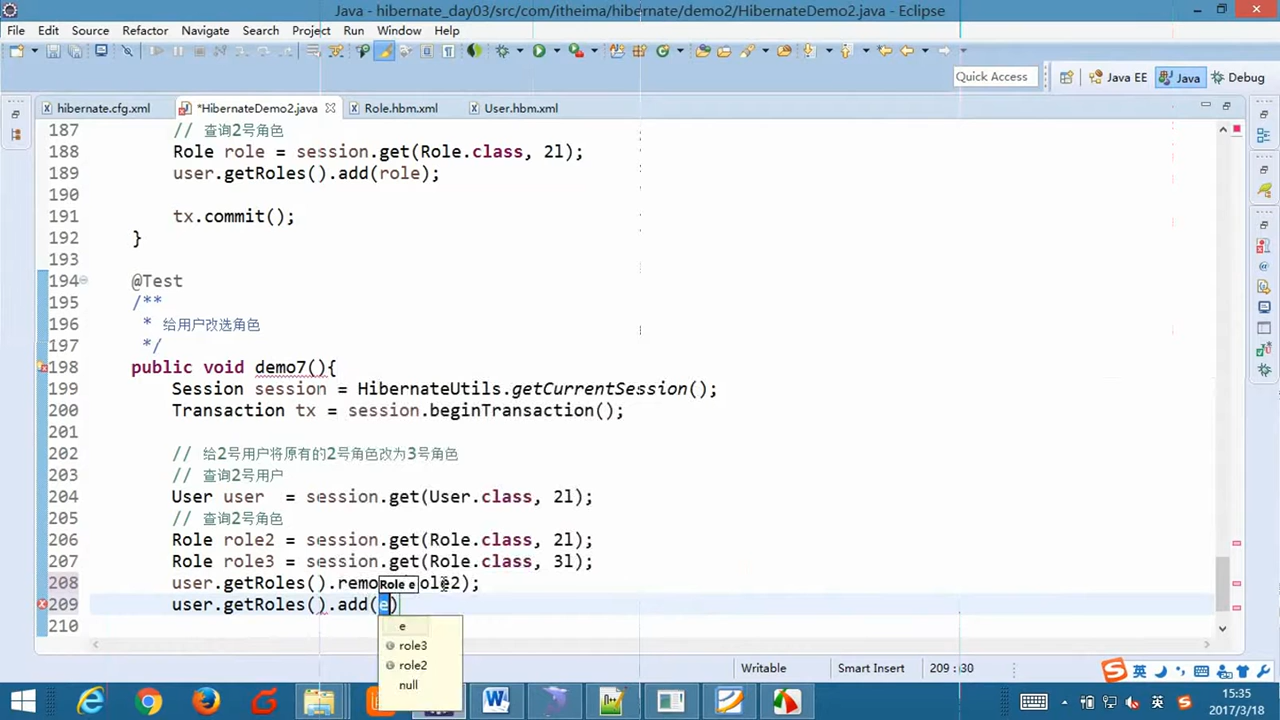 Java - hibernate_day03/src/com/itheima/hibernate/demo2/HibernateDemo2.java - Eclipse
File Edit Source Refactor Navigate Search Project Run Window Help
Quick Access Java EE Java Debug
hibernate.cfg.xml *HibernateDemo2.java Role.hbm.xml User.hbm.xml
187 // 查询2号角色
188 Role role = session.get(Role.class, 2l);
189 user.getRoles().add(role);
190
191 tx.commit();
192 }
193
194 @Test
195 /**
196 * 给用户改选角色
197 */
198 public void demo7(){
199 Session session = HibernateUtils.getCurrentSession();
200 Transaction tx = session.beginTransaction();
201
202 // 给2号用户将原有的2号角色改为3号角色
203 // 查询2号用户
204 User user  = session.get(User.class, 2l);
205 // 查询2号角色
206 Role role2 = session.get(Role.class, 2l);
207 Role role3 = session.get(Role.class, 3l);
208 user.getRoles().remo Role e ole2);
209 user.getRoles().add(e)
210
e
role3
role2
null
Writable Smart Insert 209 : 30
英
英 15:35
2017/3/18